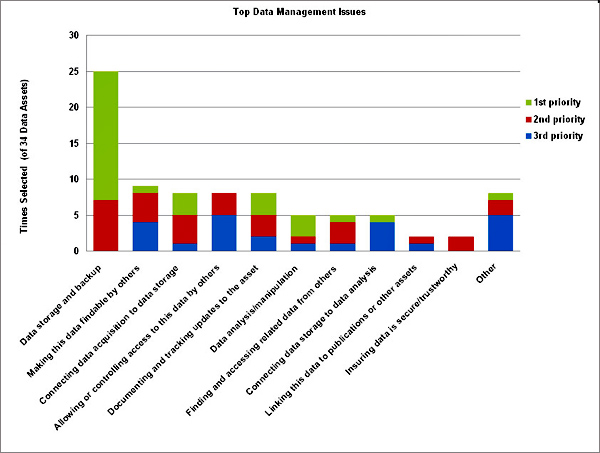 Top Data Management Issues
Times Selected (of 34 Data Assets)
30
25
20
15
10
5
0
1st priority
2nd priority
3rd priority
Data storage and backup
Making this data findable by others
Connecting data acquisition to data storage
Allowing or controlling access to this data by others
Documenting and tracking updates to the asset
Data analysis/manipulation
Finding and accessing related data from others
Connecting data storage to data analysis
Linking this data to publications or other assets
Insuring data is secure/trustworthy
Other